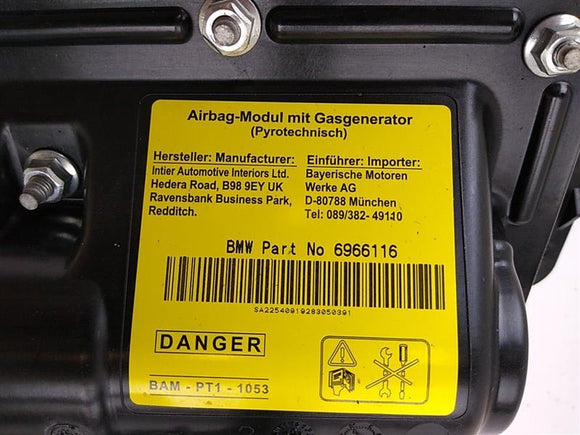 Airbag-Modul mit Gasgenerator
(Pyrotechnisch)
Hersteller: Manufacturer:
Intier Automotive Interiors Ltd.
Hedera Road, B98 9EY UK
Ravensbank Business Park,
Redditch.
Einführer: Importer:
Bayerische Motoren
Werke AG
D-80788 München
Tel: 089/382- 49110
BMW Part No 6966116
SA22540919283050391
DANGER
BAM - PT1 - 1053